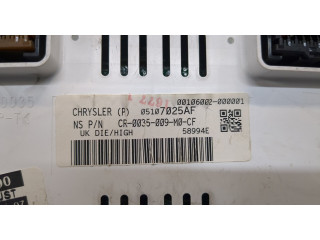 00106002-000001
CHRYSLER (P) 05107025AF
NS P/N CR-0035-009-M0-CF
UK DIE/HIGH 58994E